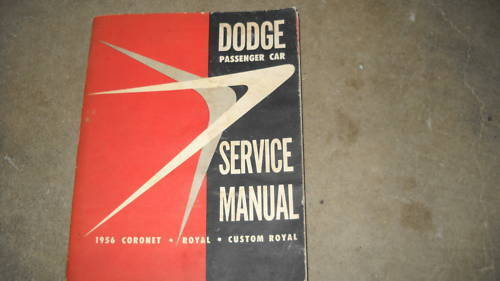 DODGE
PASSENGER CAR
SERVICE
MANUAL
1956 CORONET • ROYAL • CUSTOM ROYAL